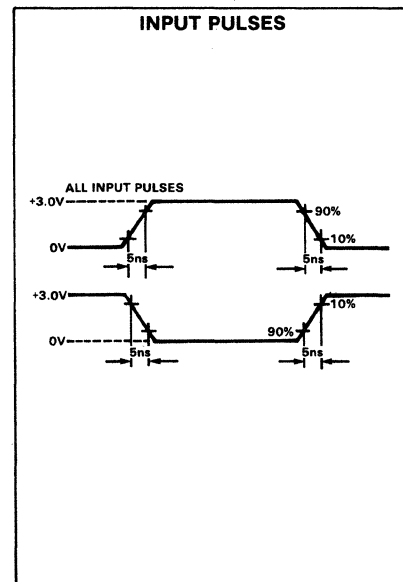 INPUT PULSES
ALL INPUT PULSES
+3.0V
90%
10%
0V
5ns
5ns
+3.0V
10%
90%
0V
5ns
5ns